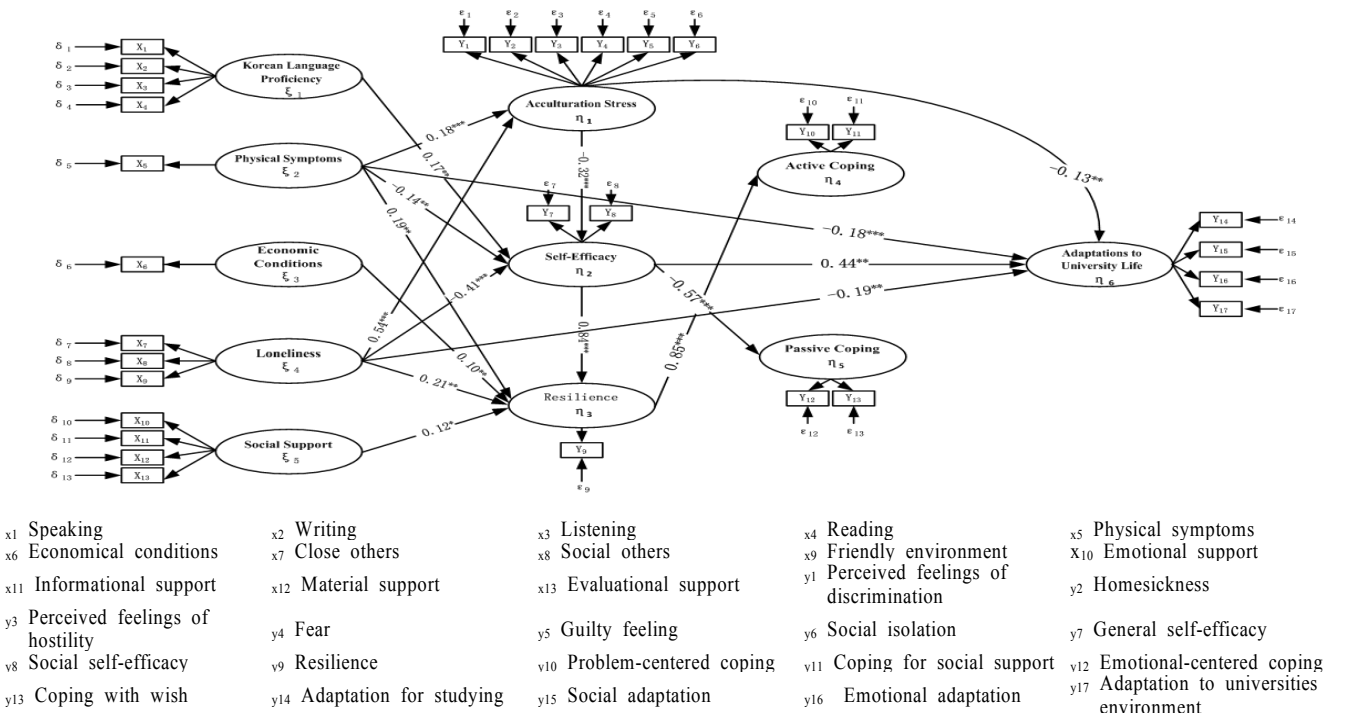 ε₁ ε₂ ε₃ ε₄ ε₅ ε₆
Y₁ Y₂ Y₃ Y₄ Y₅ Y₆
δ₁ X₁
δ₂ X₂
δ₃ X₃
δ₄ X₄
Korean Language
Proficiency
ξ₁
Acculturation Stress
η₁
ε₁₀ ε₁₁
Y₁₀ Y₁₁
Active Coping
η₄
δ₅ X₅
Physical Symptoms
ξ₂
0.18***
0.17**
-0.14**
0.19**
-0.32***
-0.13**
-0.18***
ε₇ ε₈
Y₇ Y₈
δ₆ X₆
Economic
Conditions
ξ₃
Self-Efficacy
η₂
0.44**
Adaptations to
University Life
η₆
Y₁₄ ε₁₄
Y₁₅ ε₁₅
Y₁₆ ε₁₆
Y₁₇ ε₁₇
-0.41***
-0.57***
-0.19**
0.54***
0.84***
0.85***
δ₇ X₇
δ₈ X₈
δ₉ X₉
Loneliness
ξ₄
0.10**
0.21**
Passive Coping
η₅
Y₁₂ Y₁₃
ε₁₂ ε₁₃
Resilience
η₃
0.12*
δ₁₀ X₁₀
δ₁₁ X₁₁
δ₁₂ X₁₂
δ₁₃ X₁₃
Social Support
ξ₅
Y₉
ε₉
x1 Speaking x2 Writing x3 Listening x4 Reading x5 Physical symptoms
x6 Economical conditions x7 Close others x8 Social others x9 Friendly environment X10 Emotional support
x11 Informational support x12 Material support x13 Evaluational support y1 Perceived feelings of
discrimination y2 Homesickness
y3 Perceived feelings of
hostility y4 Fear y5 Guilty feeling y6 Social isolation y7 General self-efficacy
y8 Social self-efficacy y9 Resilience y10 Problem-centered coping y11 Coping for social support y12 Emotional-centered coping
y13 Coping with wish y14 Adaptation for studying y15 Social adaptation y16 Emotional adaptation y17 Adaptation to universities
environment